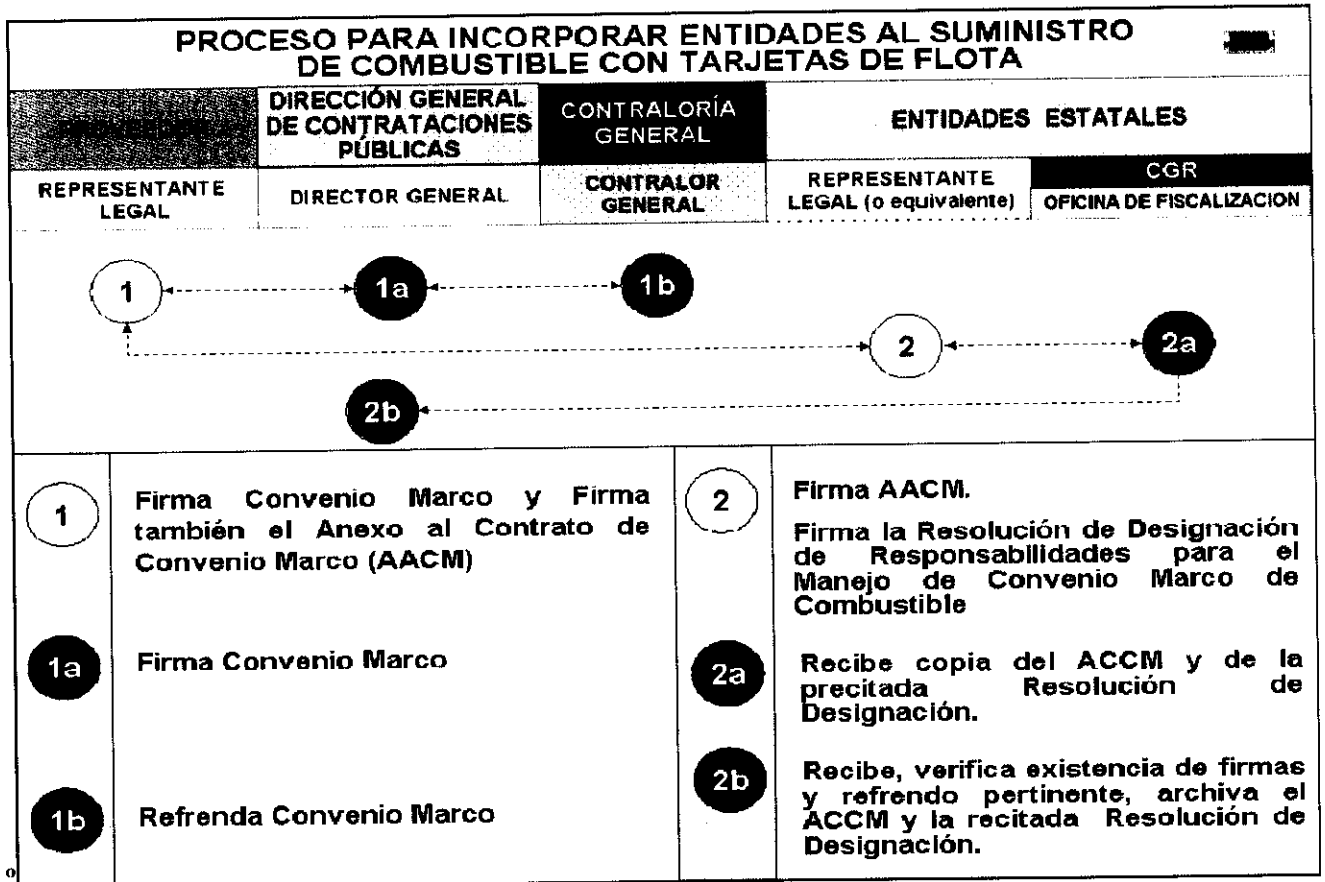 PROCESO PARA INCORPORAR ENTIDADES AL SUMINISTRO
DE COMBUSTIBLE CON TARJETAS DE FLOTA
PROVEEDOR
DIRECCIÓN GENERAL
DE CONTRATACIONES
PÚBLICAS
CONTRALORÍA
GENERAL
ENTIDADES ESTATALES
REPRESENTANTE
LEGAL
DIRECTOR GENERAL
CONTRALOR
GENERAL
REPRESENTANTE
LEGAL (o equivalente)
CGR
OFICINA DE FISCALIZACION
1
1a
1b
2
2a
2b
1
Firma Convenio Marco y Firma
también el Anexo al Contrato de
Convenio Marco (AACM)
1a
Firma Convenio Marco
1b
Refrenda Convenio Marco
2
Firma AACM.
Firma la Resolución de Designación
de Responsabilidades para el
Manejo de Convenio Marco de
Combustible
2a
Recibe copia del ACCM y de la
precitada Resolución de
Designación.
2b
Recibe, verifica existencia de firmas
y refrendo pertinente, archiva el
ACCM y la recitada Resolución de
Designación.
o